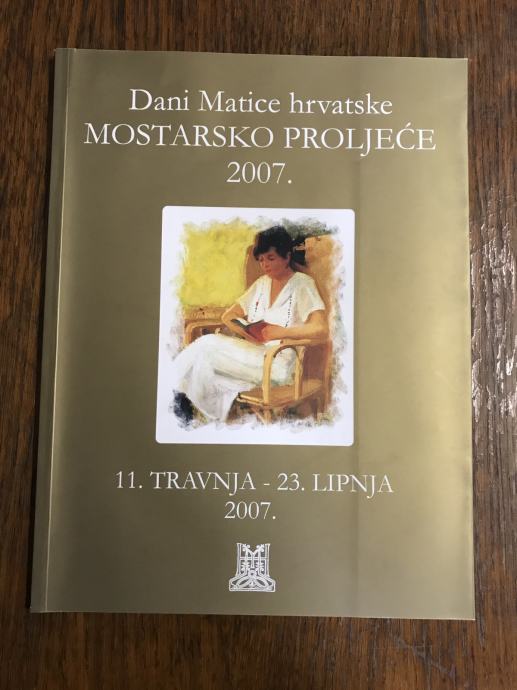 Dani Matice hrvatske
MOSTARSKO PROLJEĆE
2007.
11. TRAVNJA - 23. LIPNJA
2007.